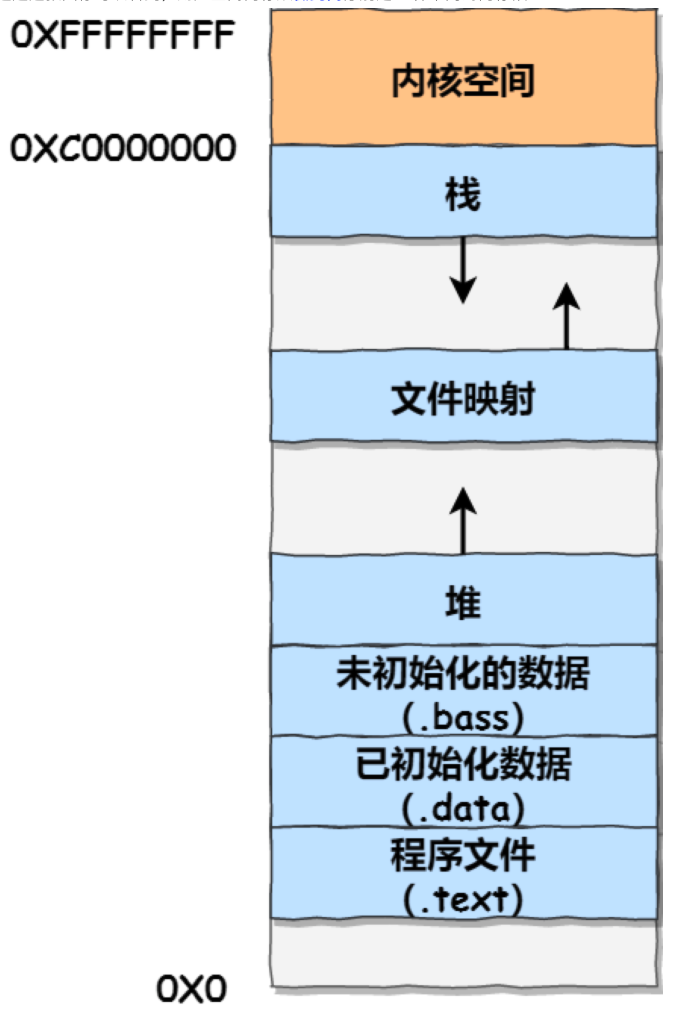 0XFFFFFFFF
内核空间
0XC0000000
栈
文件映射
堆
未初始化的数据
(.bass)
已初始化数据
(.data)
程序文件
(.text)
0X0